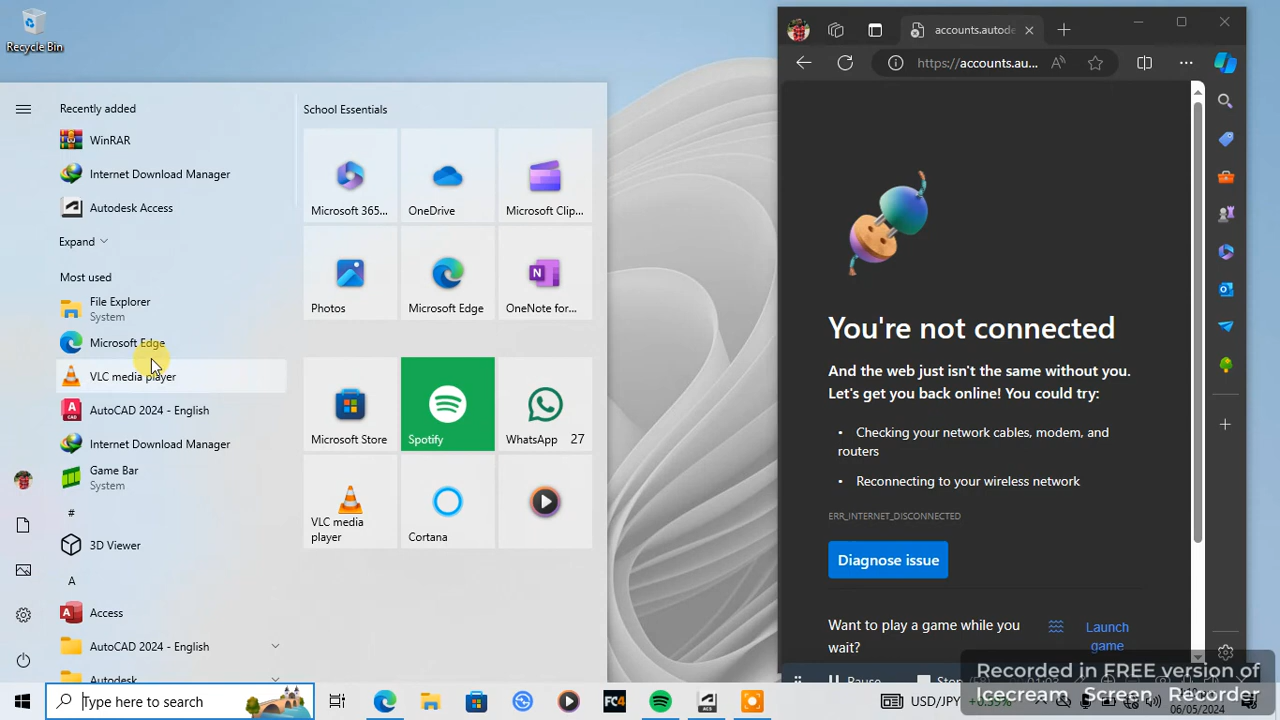 Recycle Bin
Recently added
WinRAR
Internet Download Manager
Autodesk Access
Expand
Most used
File Explorer
System
Microsoft Edge
VLC media player
AutoCAD 2024 - English
Internet Download Manager
Game Bar
System
#
3D Viewer
A
Access
AutoCAD 2024 - English
Autodesk
School Essentials
Microsoft 365...
OneDrive
Microsoft Clip...
Photos
Microsoft Edge
OneNote for...
Microsoft Store
Spotify
WhatsApp 27
VLC media
player
Cortana
accounts.autode
https://accounts.au...
You're not connected
And the web just isn't the same without you.
Let's get you back online! You could try:
• Checking your network cables, modem, and
routers
• Reconnecting to your wireless network
ERR_INTERNET_DISCONNECTED
Diagnose issue
Want to play a game while you
wait?
Launch
game
Pause
Recorded in FREE version of
Icecream Screen Recorder
Type here to search
FC4
USD/JPY
06/05/2024